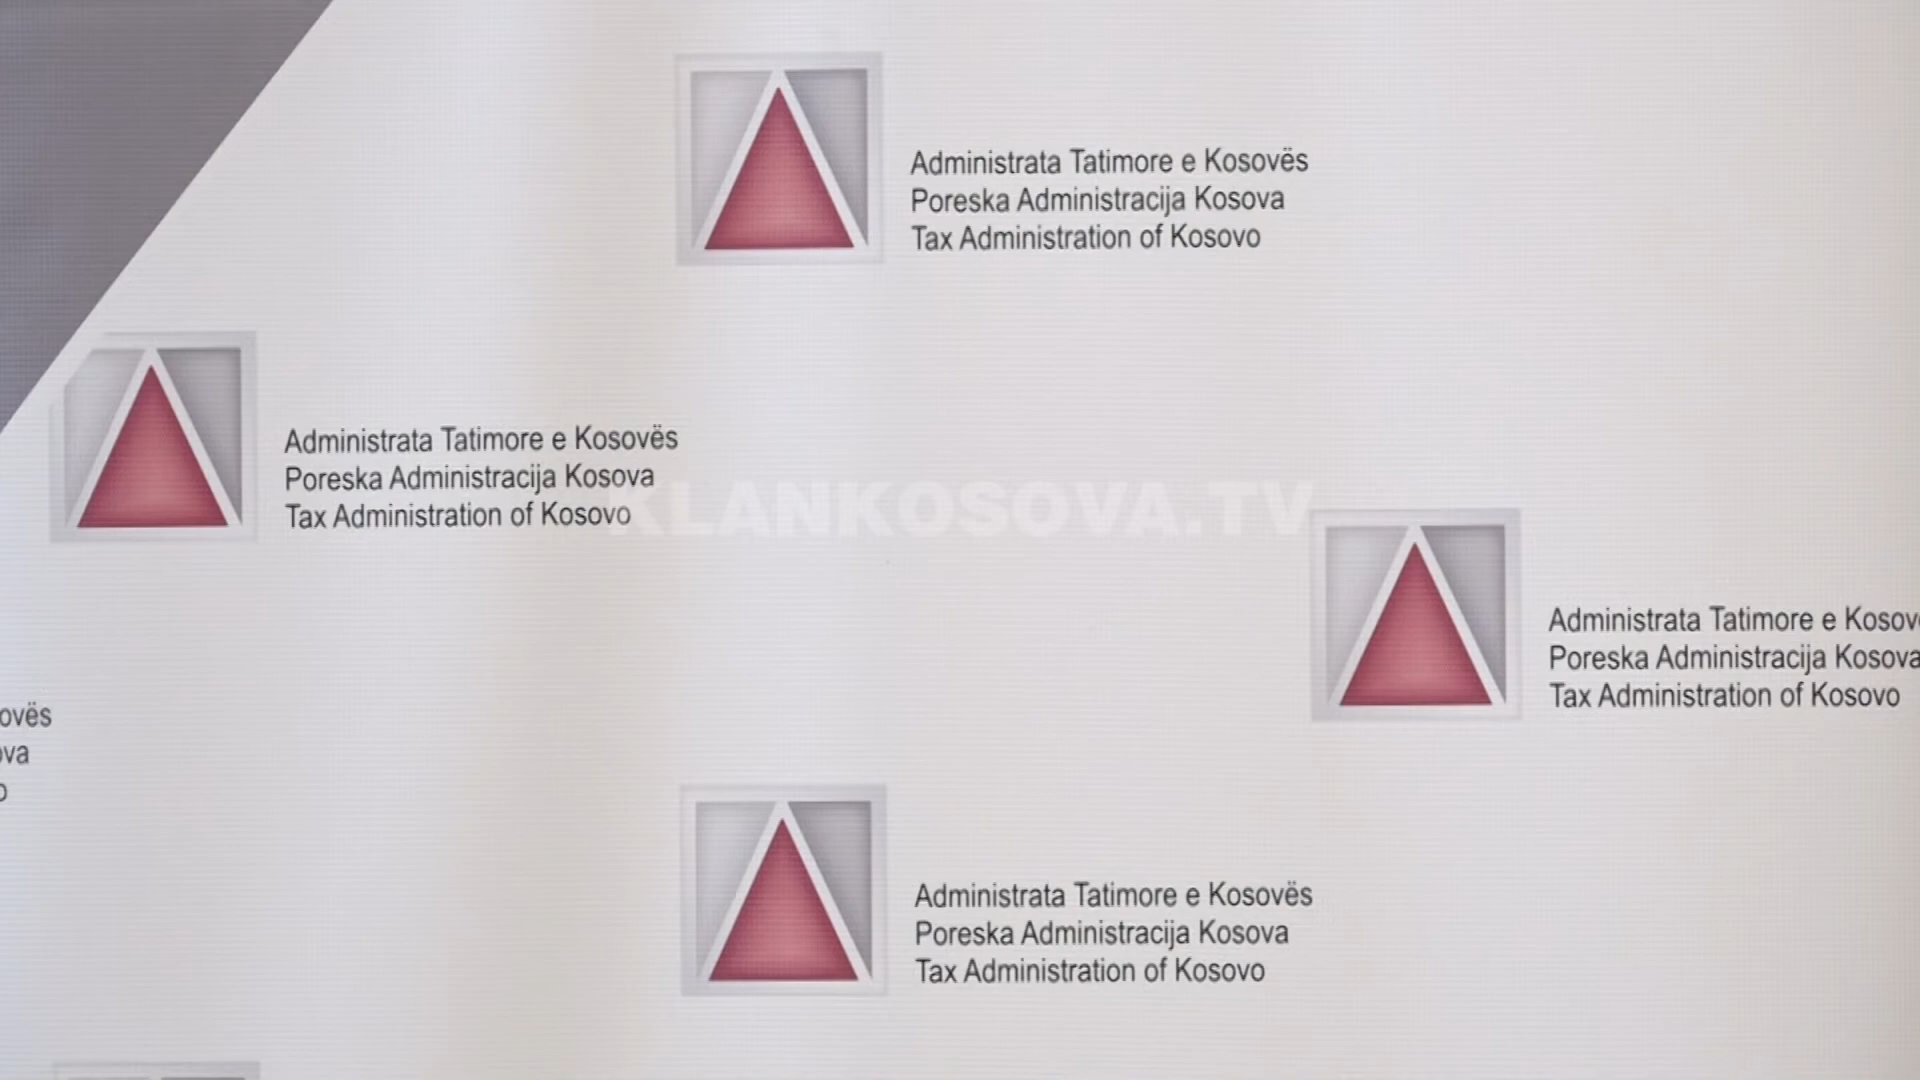 Administrata Tatimore e Kosovës
Poreska Administracija Kosova
Tax Administration of Kosovo
Administrata Tatimore e Kosovës
Poreska Administracija Kosova
Tax Administration of Kosovo
KLANKOSOVA.TV
Administrata Tatimore e Kosov
Poreska Administracija Kosova
Tax Administration of Kosovo
ovës
ova
o
Administrata Tatimore e Kosovës
Poreska Administracija Kosova
Tax Administration of Kosovo